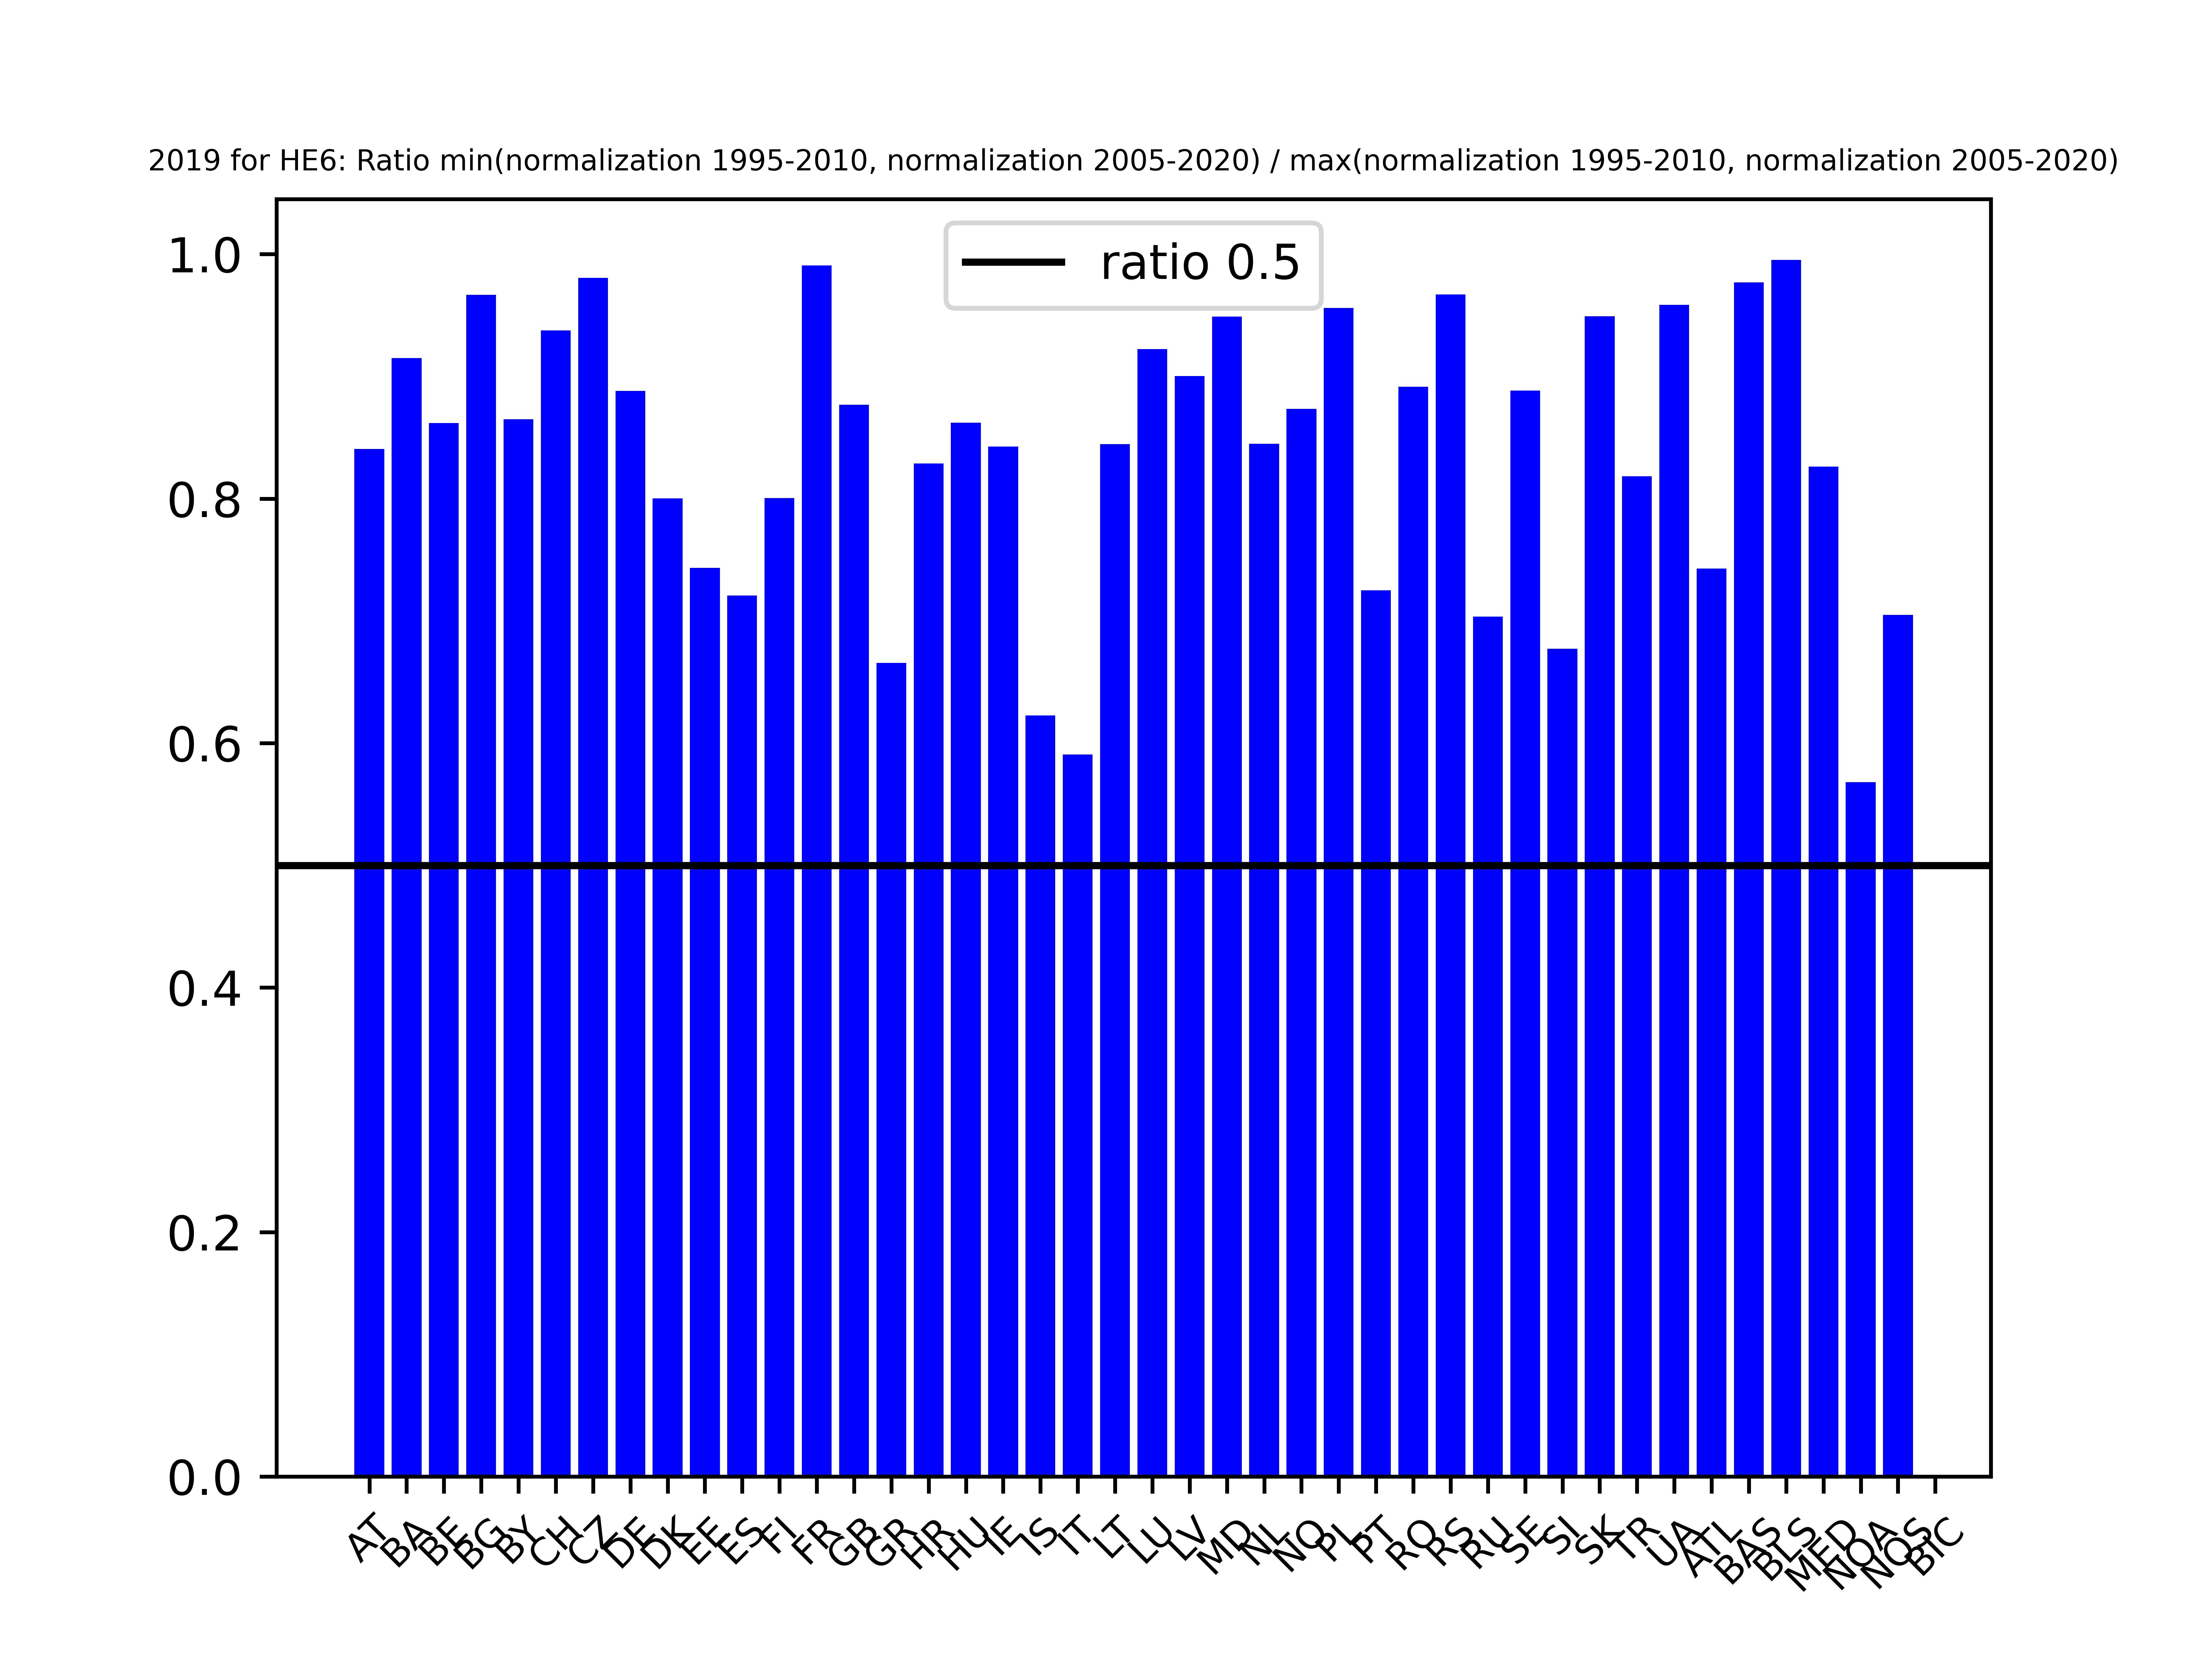 2019 for HE6: Ratio min(normalization 1995-2010, normalization 2005-2020) / max(normalization 1995-2010, normalization 2005-2020)
ratio 0.5
1.0
0.8
0.6
0.4
0.2
0.0
AT BA BE BG BY CH CZ DE DK EE ES FI FR GB GR HR HU IE IS IT LT LU LV MD NL NO PL PT RO RS RU SE SI SK TR UA ATL BAS BLS MED NOA NOS BIC